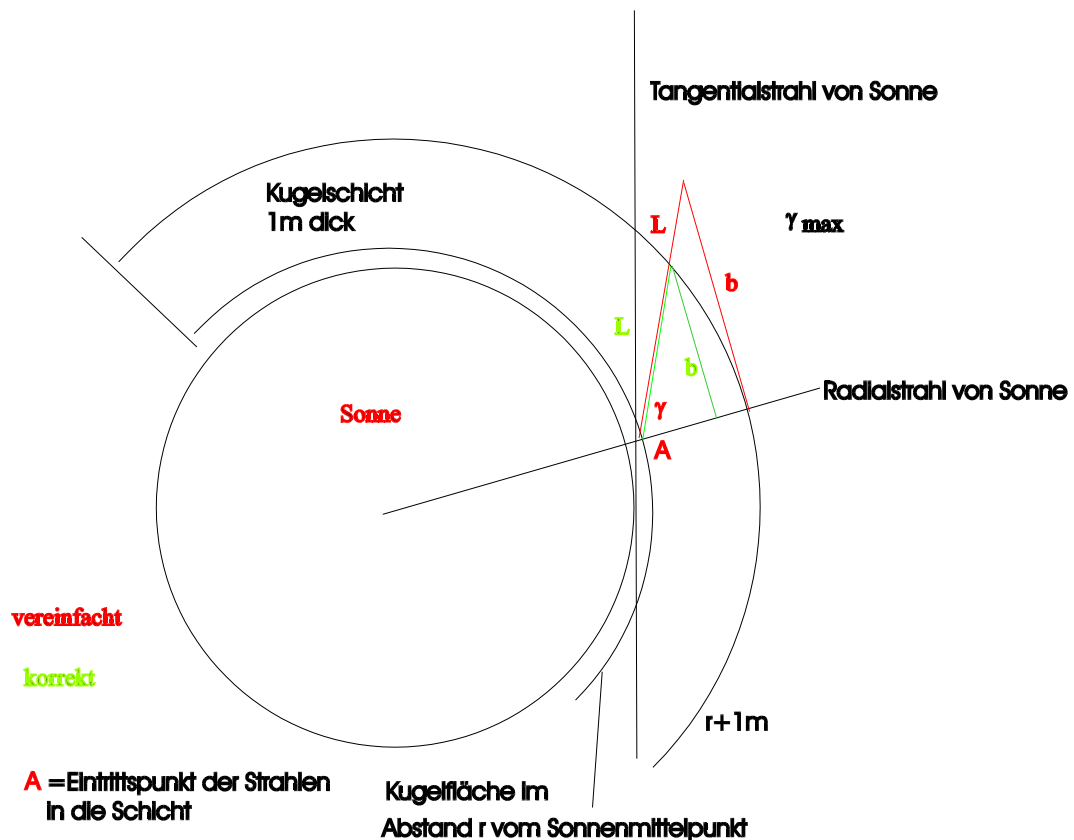 Tangentialstrahl von Sonne
Kugelschicht
1m dick
L
γ max
b
L
b
Radialstrahl von Sonne
γ
Sonne
A
vereinfacht
korrekt
r+1m
A =Eintrittspunkt der Strahlen
in die Schicht
Kugelfläche im
Abstand r vom Sonnenmittelpunkt